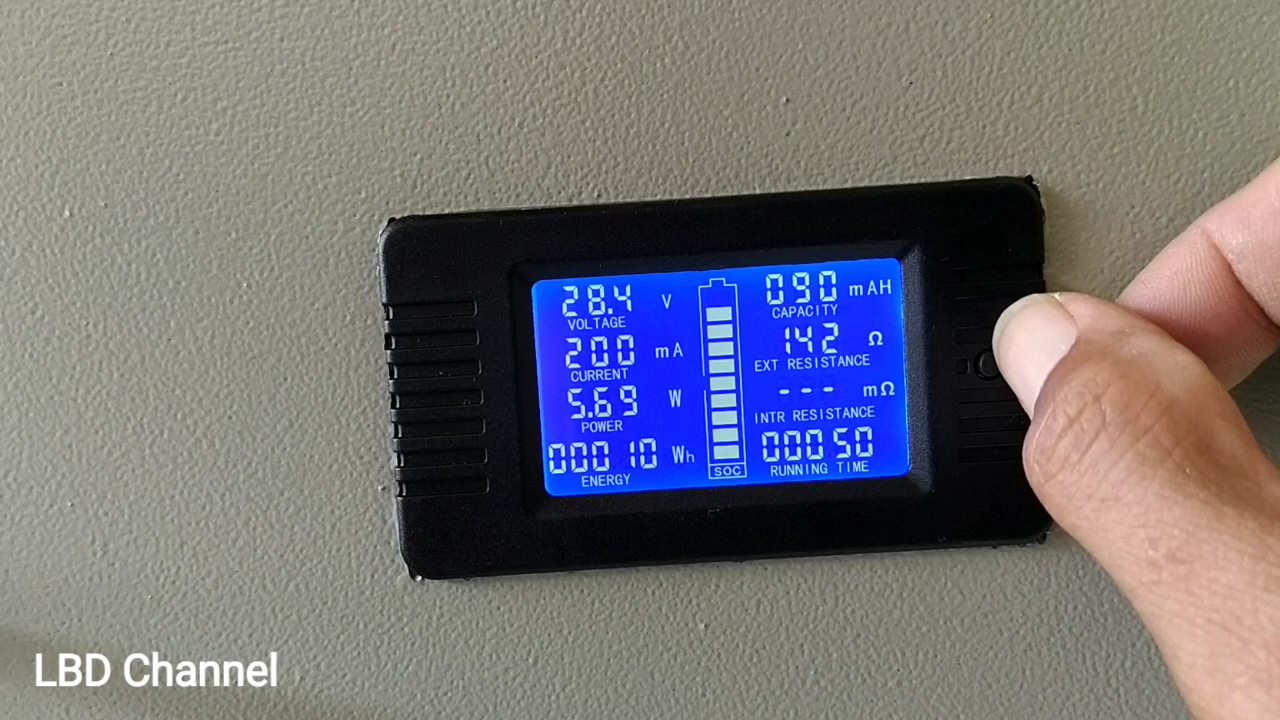 28.4 V
VOLTAGE
200 mA
CURRENT
5.69 W
POWER
00010 Wh
ENERGY
SOC
090 mAH
CAPACITY
142 Ω
EXT RESISTANCE
--- mΩ
INTR RESISTANCE
00050
RUNNING TIME
LBD Channel